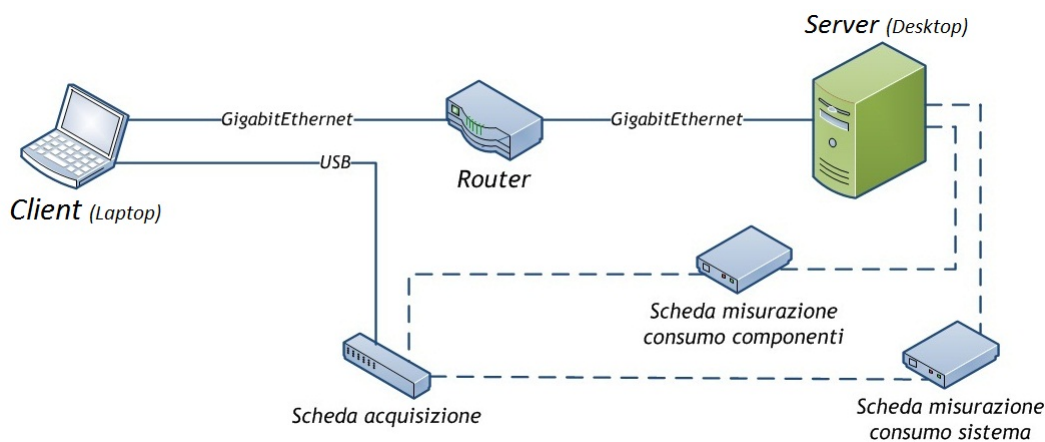 Server (Desktop)
GigabitEthernet
GigabitEthernet
USB
Router
Client (Laptop)
Scheda misurazione
consumo componenti
Scheda acquisizione
Scheda misurazione
consumo sistema